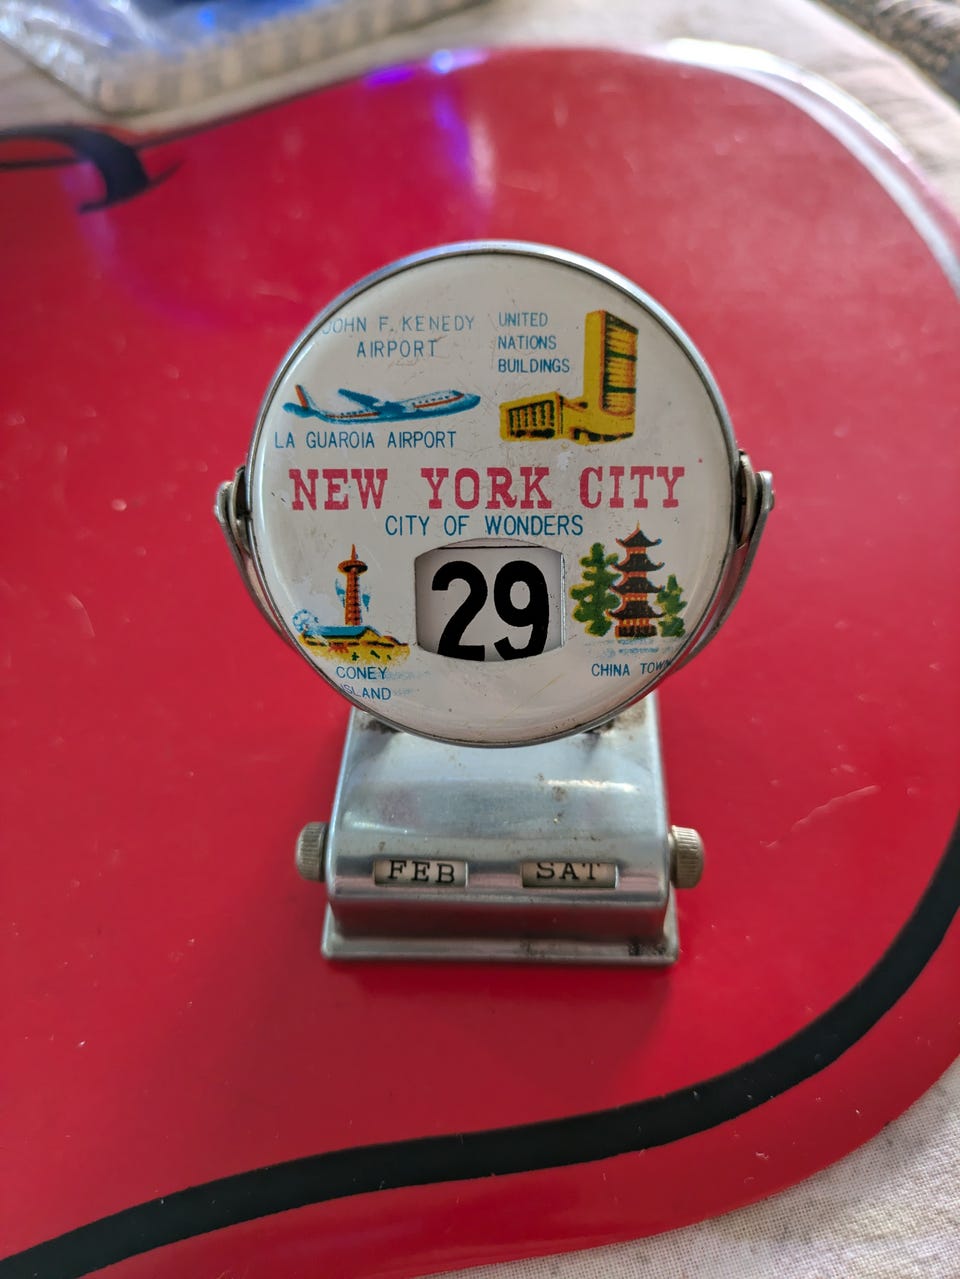 JOHN F. KENEDY
AIRPORT
UNITED
NATIONS
BUILDINGS
LA GUAROIA AIRPORT
NEW YORK CITY
CITY OF WONDERS
29
CONEY
ISLAND
CHINA TOWN
FEB
SAT